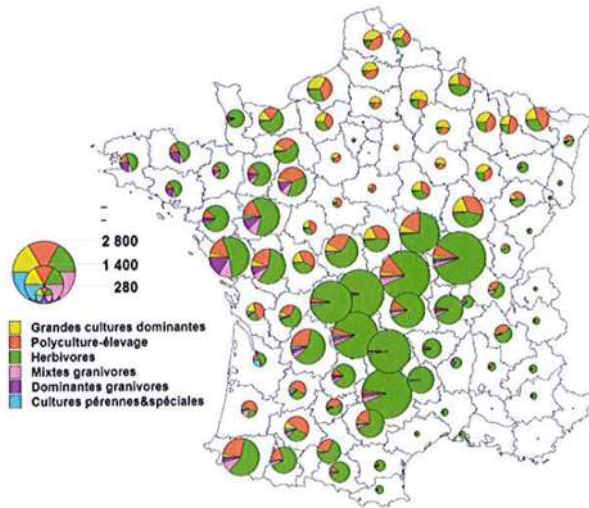 2 800
1 400
280
Grandes cultures dominantes
Polyculture-élevage
Herbivores
Mixtes granivores
Dominantes granivores
Cultures pérennes&spéciales